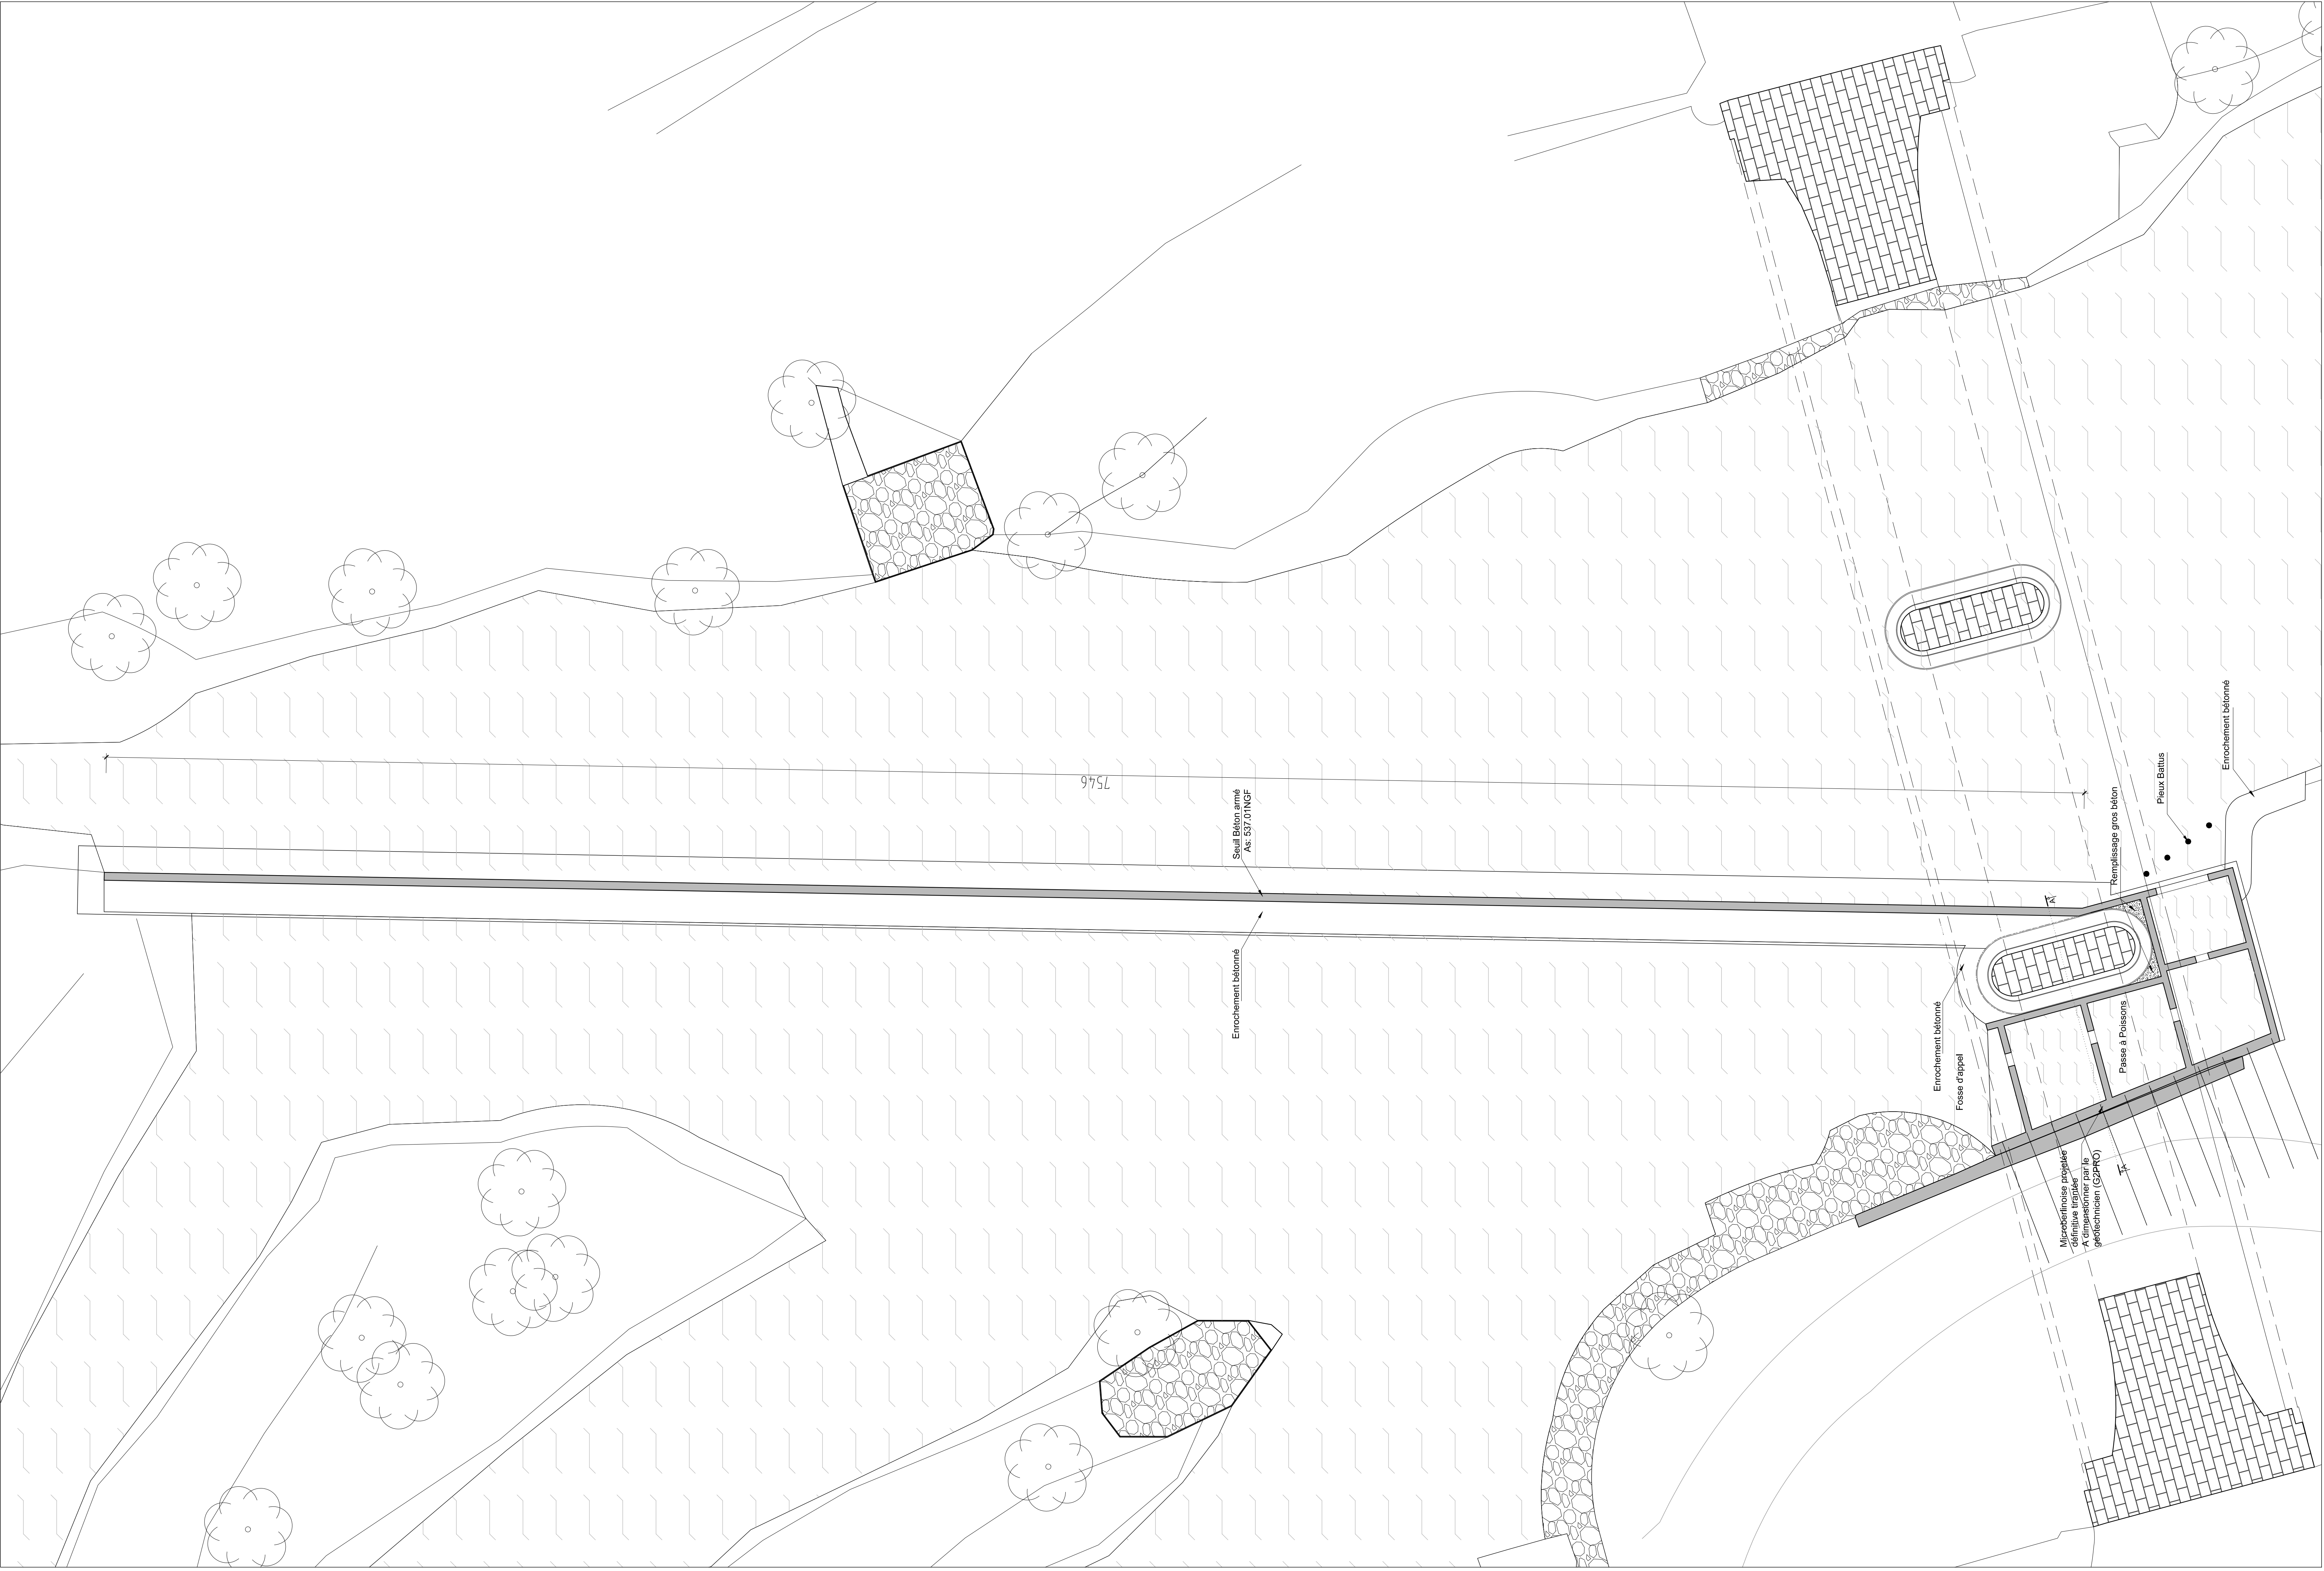 7546
Seuil Béton armé
As: 537.01NGF
Enrochement bétonné
Enrochement bétonné
Fosse d'appel
Remplissage gros béton
Pieux Battus
Enrochement bétonné
Passe à Poissons
A
A
Microberlinoise projetée
définitive tirantée
A dimensionner par le
géotechnicien (G2PRO)